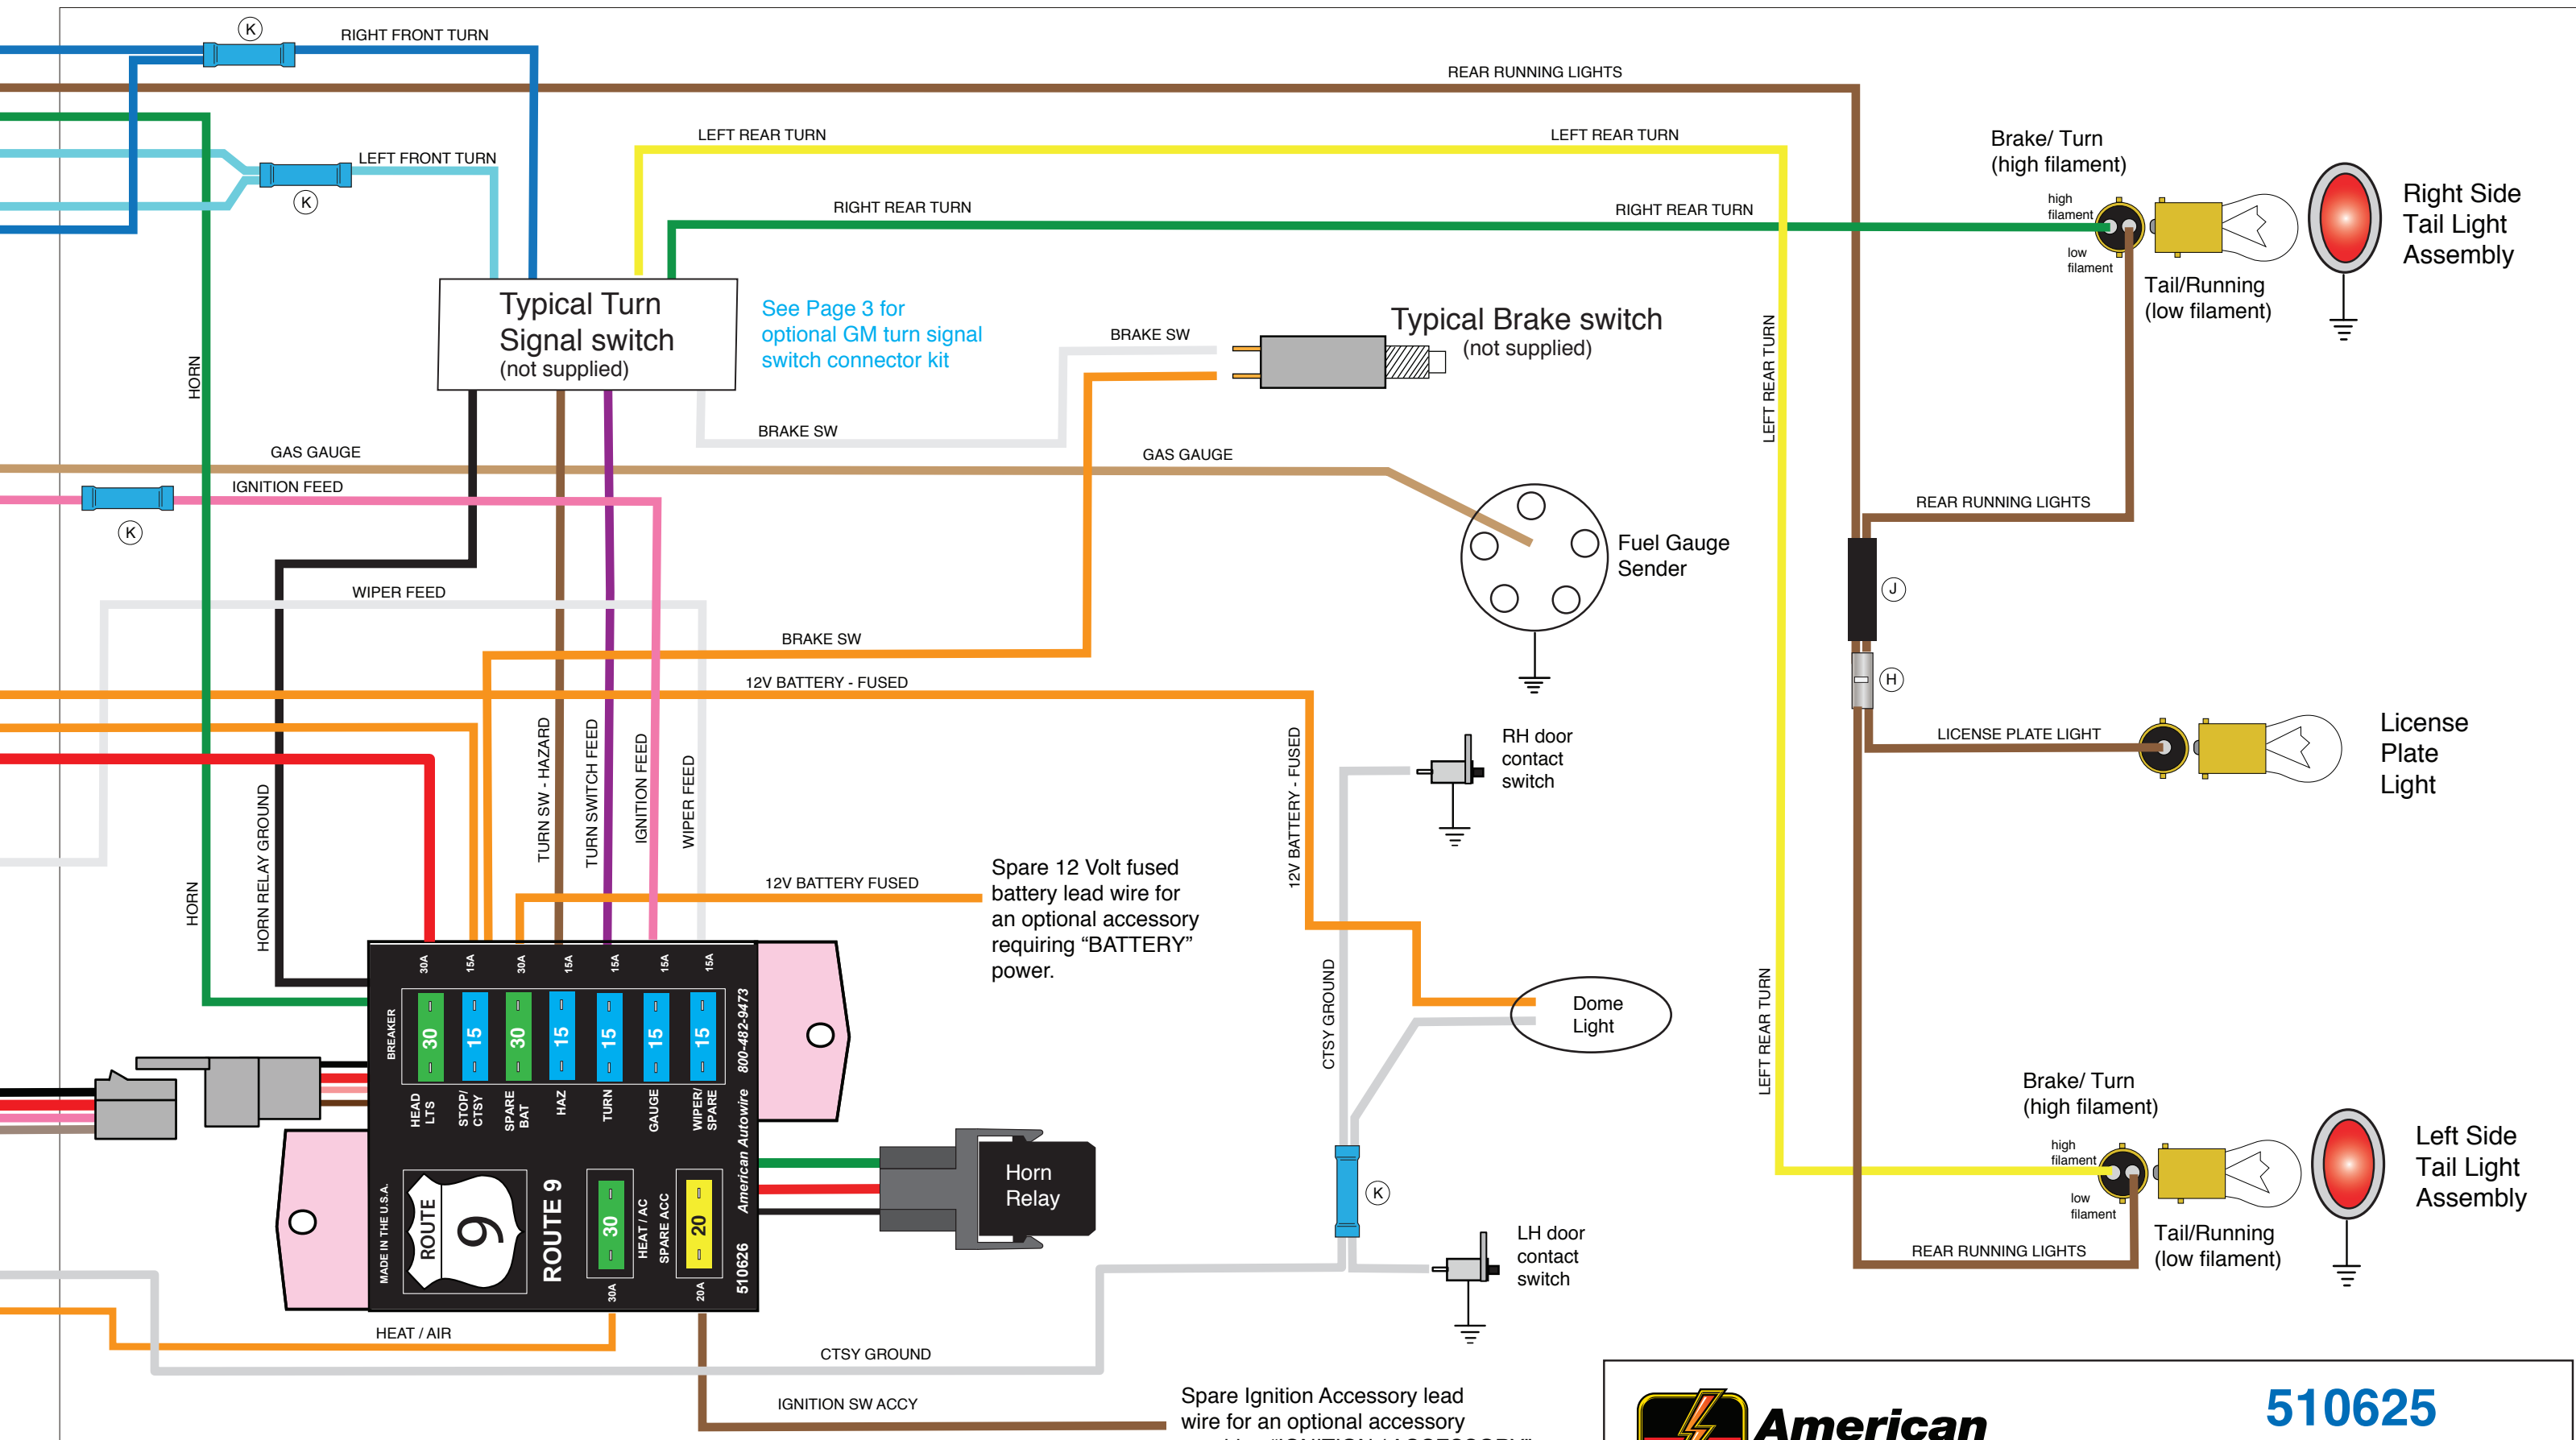 K
RIGHT FRONT TURN
REAR RUNNING LIGHTS
LEFT REAR TURN
LEFT REAR TURN
Brake/ Turn
(high filament)
LEFT FRONT TURN
K
RIGHT REAR TURN
RIGHT REAR TURN
high
filament
low
filament
Right Side
Tail Light
Assembly
Tail/Running
(low filament)
Typical Turn
Signal switch
(not supplied)
See Page 3 for
optional GM turn signal
switch connector kit
BRAKE SW
Typical Brake switch
(not supplied)
HORN
LEFT REAR TURN
BRAKE SW
GAS GAUGE
GAS GAUGE
IGNITION FEED
K
REAR RUNNING LIGHTS
Fuel Gauge
Sender
J
WIPER FEED
BRAKE SW
12V BATTERY - FUSED
H
LICENSE PLATE LIGHT
License
Plate
Light
RH door
contact
switch
12V BATTERY - FUSED
HORN
HORN RELAY GROUND
TURN SW - HAZARD
TURN SWITCH FEED
IGNITION FEED
WIPER FEED
12V BATTERY FUSED
Spare 12 Volt fused
battery lead wire for
an optional accessory
requiring “BATTERY”
power.
30A
15A
30A
15A
15A
15A
15A
BREAKER
30
15
30
15
15
15
15
HEAD
LTS
STOP/
CTSY
SPARE
BAT
HAZ
TURN
GAUGE
WIPER/
SPARE
510626 American Autowire 800-482-9473
MADE IN THE U.S.A.
ROUTE
9
ROUTE 9
30
HEAT / AC
SPARE ACC
20
30A
20A
Horn
Relay
CTSY GROUND
Dome
Light
LEFT REAR TURN
K
LH door
contact
switch
Brake/ Turn
(high filament)
high
filament
low
filament
Left Side
Tail Light
Assembly
Tail/Running
(low filament)
REAR RUNNING LIGHTS
HEAT / AIR
CTSY GROUND
IGNITION SW ACCY
Spare Ignition Accessory lead
wire for an optional accessory
American
510625